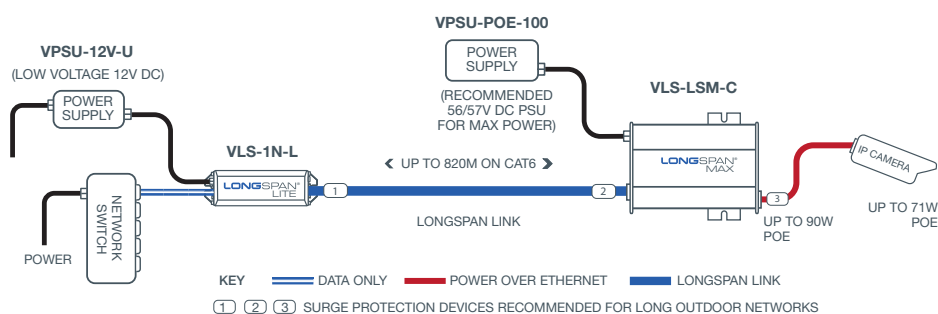 VPSU-POE-100
VPSU-12V-U
(LOW VOLTAGE 12V DC)
POWER
SUPPLY
POWER
SUPPLY
(RECOMMENDED
56/57V DC PSU
FOR MAX POWER)
VLS-LSM-C
VLS-1N-L
< UP TO 820M ON CAT6 >
LONGSPAN®
LITE
1
2
LONGSPAN®
MAX
3
IP CAMERA
NETWORK
SWITCH
POWER
LONGSPAN LINK
UP TO 90W
POE
UP TO 71W
POE
KEY
DATA ONLY
POWER OVER ETHERNET
LONGSPAN LINK
1 2 3 SURGE PROTECTION DEVICES RECOMMENDED FOR LONG OUTDOOR NETWORKS